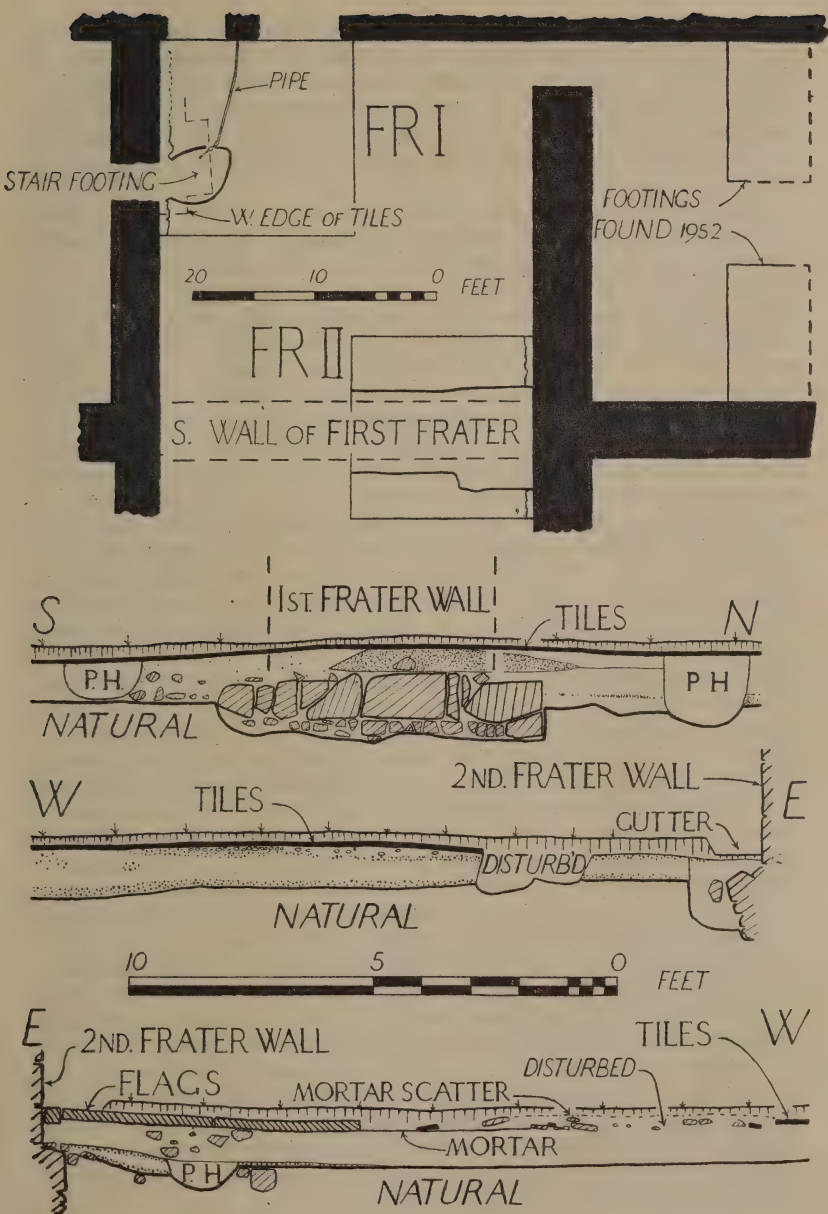 PIPE
FR I
STAIR FOOTING
W. EDGE OF TILES
FOOTINGS
FOUND 1952
20 10 0 FEET
FR II
S. WALL OF FIRST FRATER
S 1ST. FRATER WALL TILES N
P.H. P H
NATURAL
2ND. FRATER WALL
W TILES E
GUTTER
DISTURB'D
NATURAL
10 5 0 FEET
E 2ND. FRATER WALL TILES W
FLAGS MORTAR SCATTER DISTURBED
MORTAR
P.H.
NATURAL